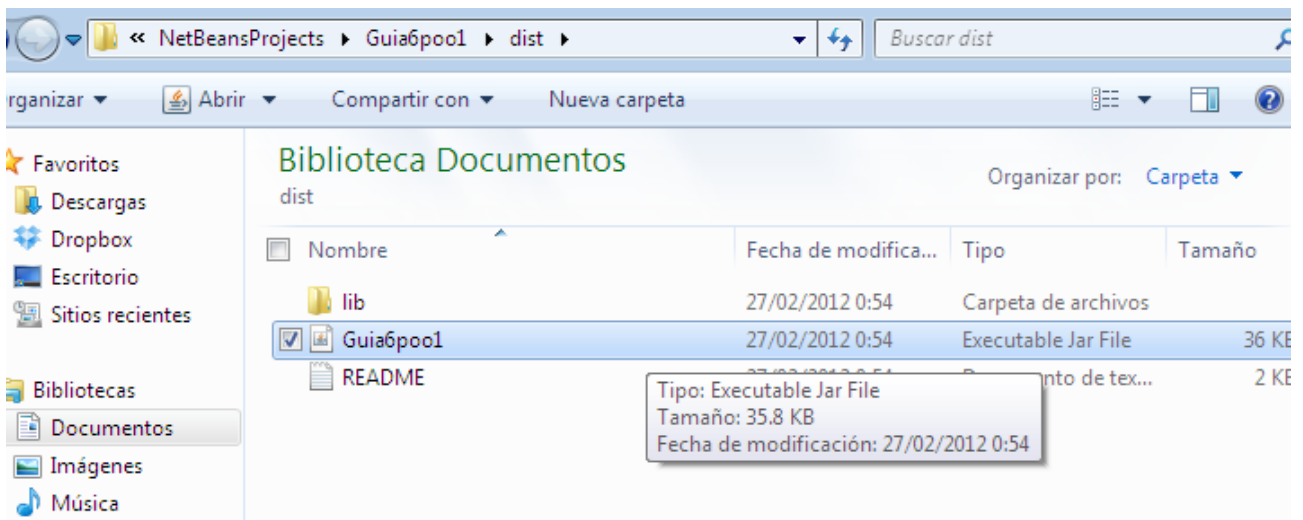 « NetBeansProjects ▸ Guia6poo1 ▸ dist ▸
Buscar dist
rganizar
Abrir
Compartir con
Nueva carpeta
Favoritos
Descargas
Dropbox
Escritorio
Sitios recientes
Bibliotecas
Documentos
Imágenes
Música
Biblioteca Documentos
dist
Organizar por: Carpeta
Nombre Fecha de modifica... Tipo Tamaño
lib 27/02/2012 0:54 Carpeta de archivos
Guia6poo1 27/02/2012 0:54 Executable Jar File 36 KB
README nto de tex... 2 KB
Tipo: Executable Jar File
Tamaño: 35.8 KB
Fecha de modificación: 27/02/2012 0:54